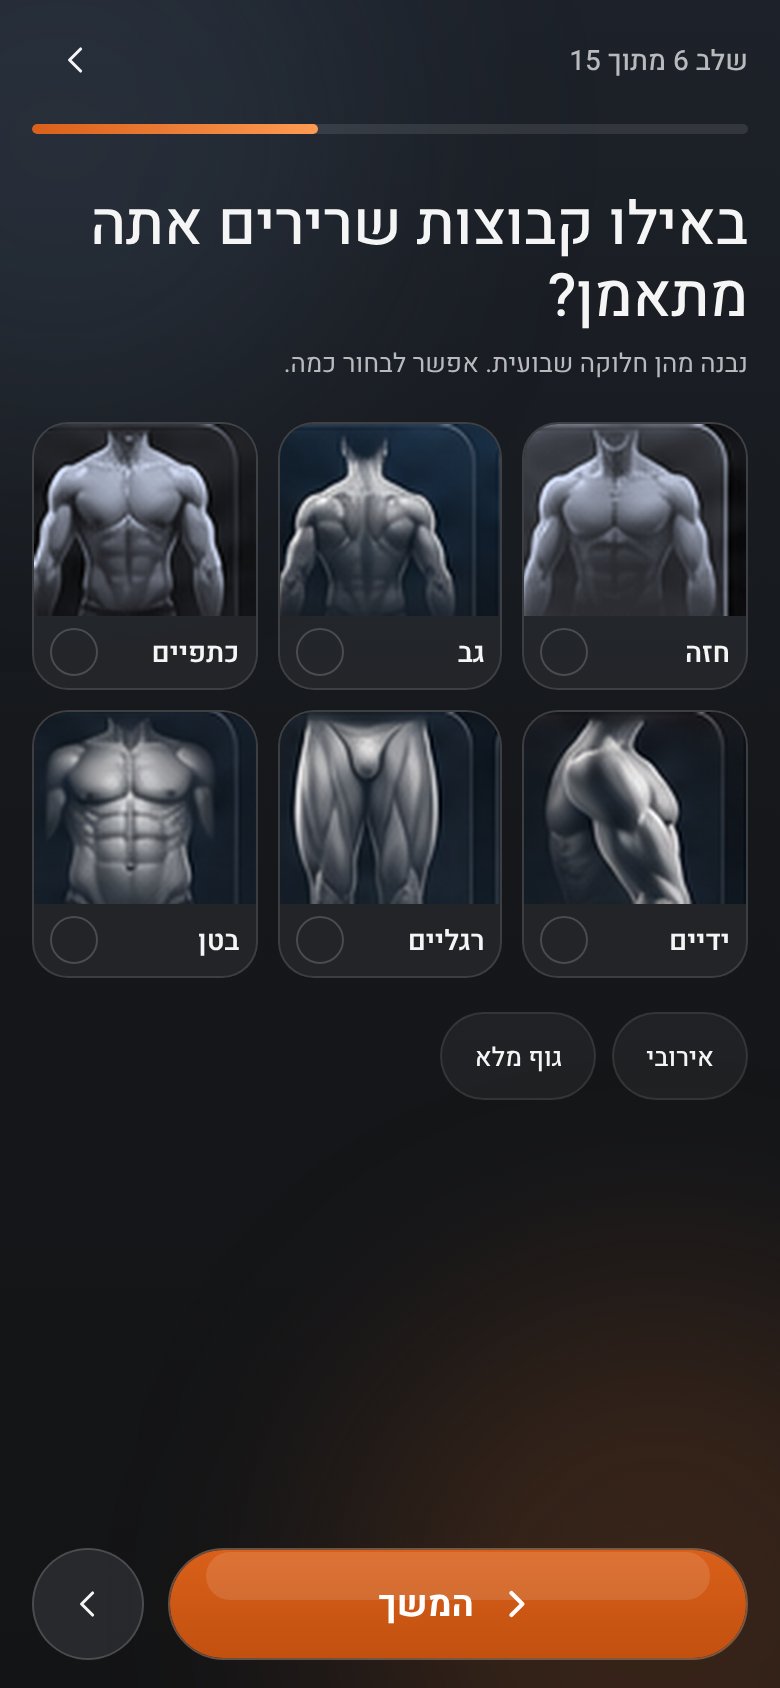 שלב 6 מתוך 15
באילו קבוצות שרירים אתה
מתאמן?
נבנה מהן חלוקה שבועית. אפשר לבחור כמה.
חזה
גב
כתפיים
ידיים
רגליים
בטן
אירובי
גוף מלא
המשך